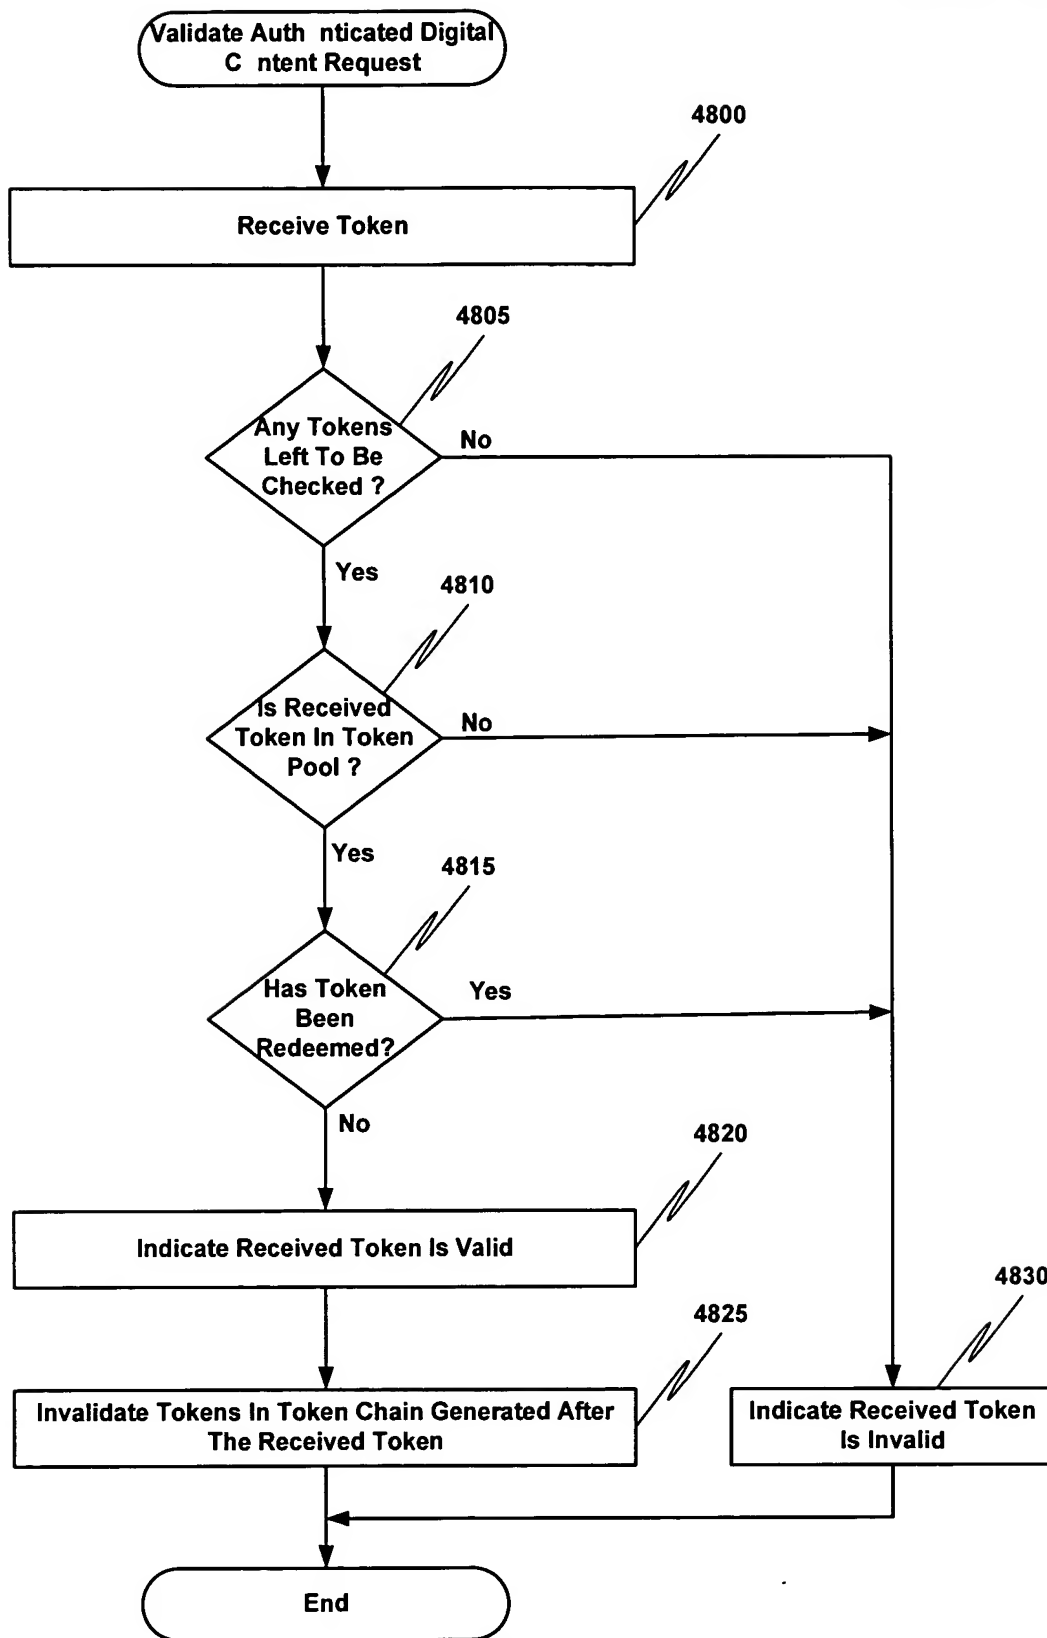 Validate Auth nticated Digital
C ntent Request
4800
Receive Token
4805
Any Tokens
Left To Be
Checked ?
No
Yes
4810
Is Received
Token In Token
Pool ?
No
Yes
4815
Has Token
Been
Redeemed?
Yes
No
4820
Indicate Received Token Is Valid
4830
4825
Invalidate Tokens In Token Chain Generated After
The Received Token
Indicate Received Token
Is Invalid
End